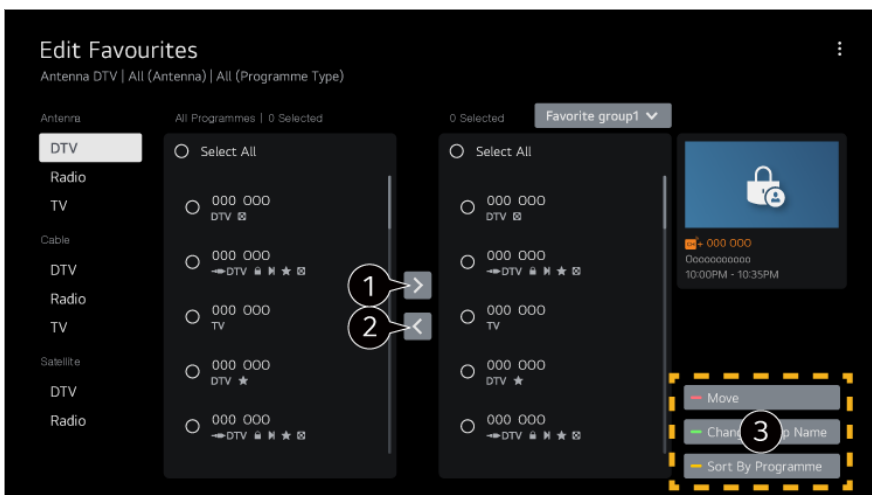 Edit Favourites
Antenna DTV | All (Antenna) | All (Programme Type)
Antenna
DTV
Radio
TV
Cable
DTV
Radio
TV
Satellite
DTV
Radio
All Programmes | 0 Selected
Select All
000 000
DTV
000 000
DTV
000 000
TV
000 000
DTV
000 000
DTV
1
2
0 Selected
Favorite group1
Select All
000 000
DTV
000 000
DTV
000 000
TV
000 000
DTV
000 000
DTV
+ 000 000
Oooooooooo
10:00PM - 10:35PM
Move
3
Name
Sort By Programme